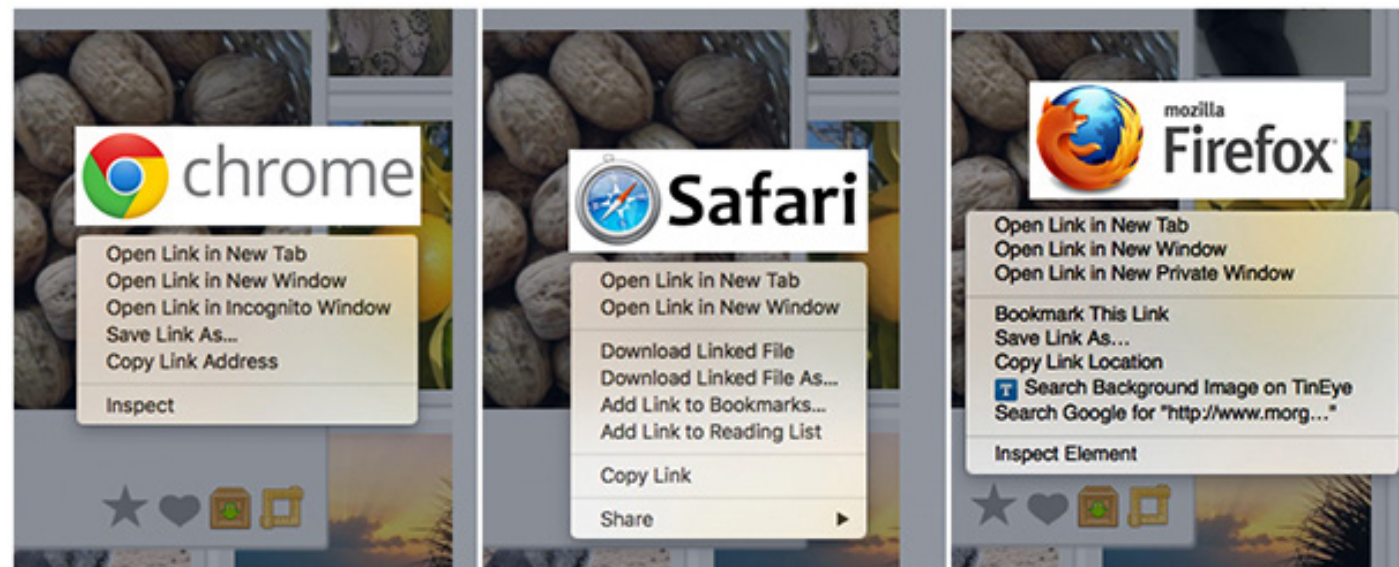 chrome
Open Link in New Tab
Open Link in New Window
Open Link in Incognito Window
Save Link As...
Copy Link Address
Inspect
Safari
Open Link in New Tab
Open Link in New Window
Download Linked File
Download Linked File As...
Add Link to Bookmarks...
Add Link to Reading List
Copy Link
Share
mozilla
Firefox
Open Link in New Tab
Open Link in New Window
Open Link in New Private Window
Bookmark This Link
Save Link As...
Copy Link Location
T Search Background Image on TinEye
Search Google for "http://www.morg..."
Inspect Element